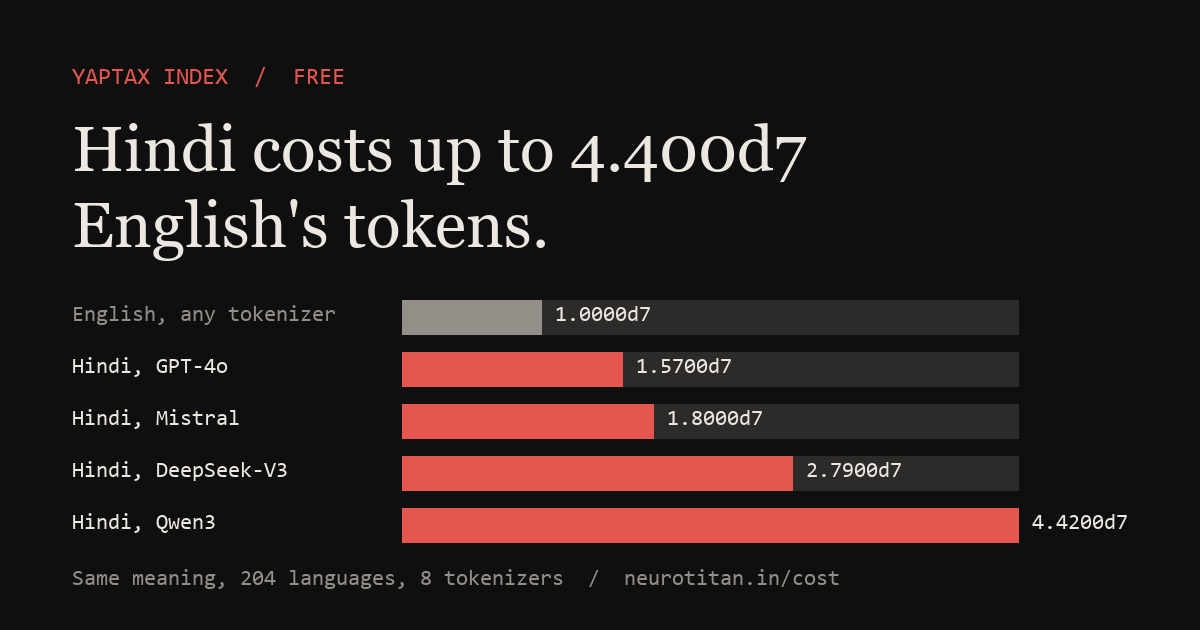 YAPTAX INDEX / FREE
Hindi costs up to 4.400d7
English's tokens.
English, any tokenizer 1.0000d7
Hindi, GPT-4o 1.5700d7
Hindi, Mistral 1.8000d7
Hindi, DeepSeek-V3 2.7900d7
Hindi, Qwen3 4.4200d7
Same meaning, 204 languages, 8 tokenizers / neurotitan.in/cost